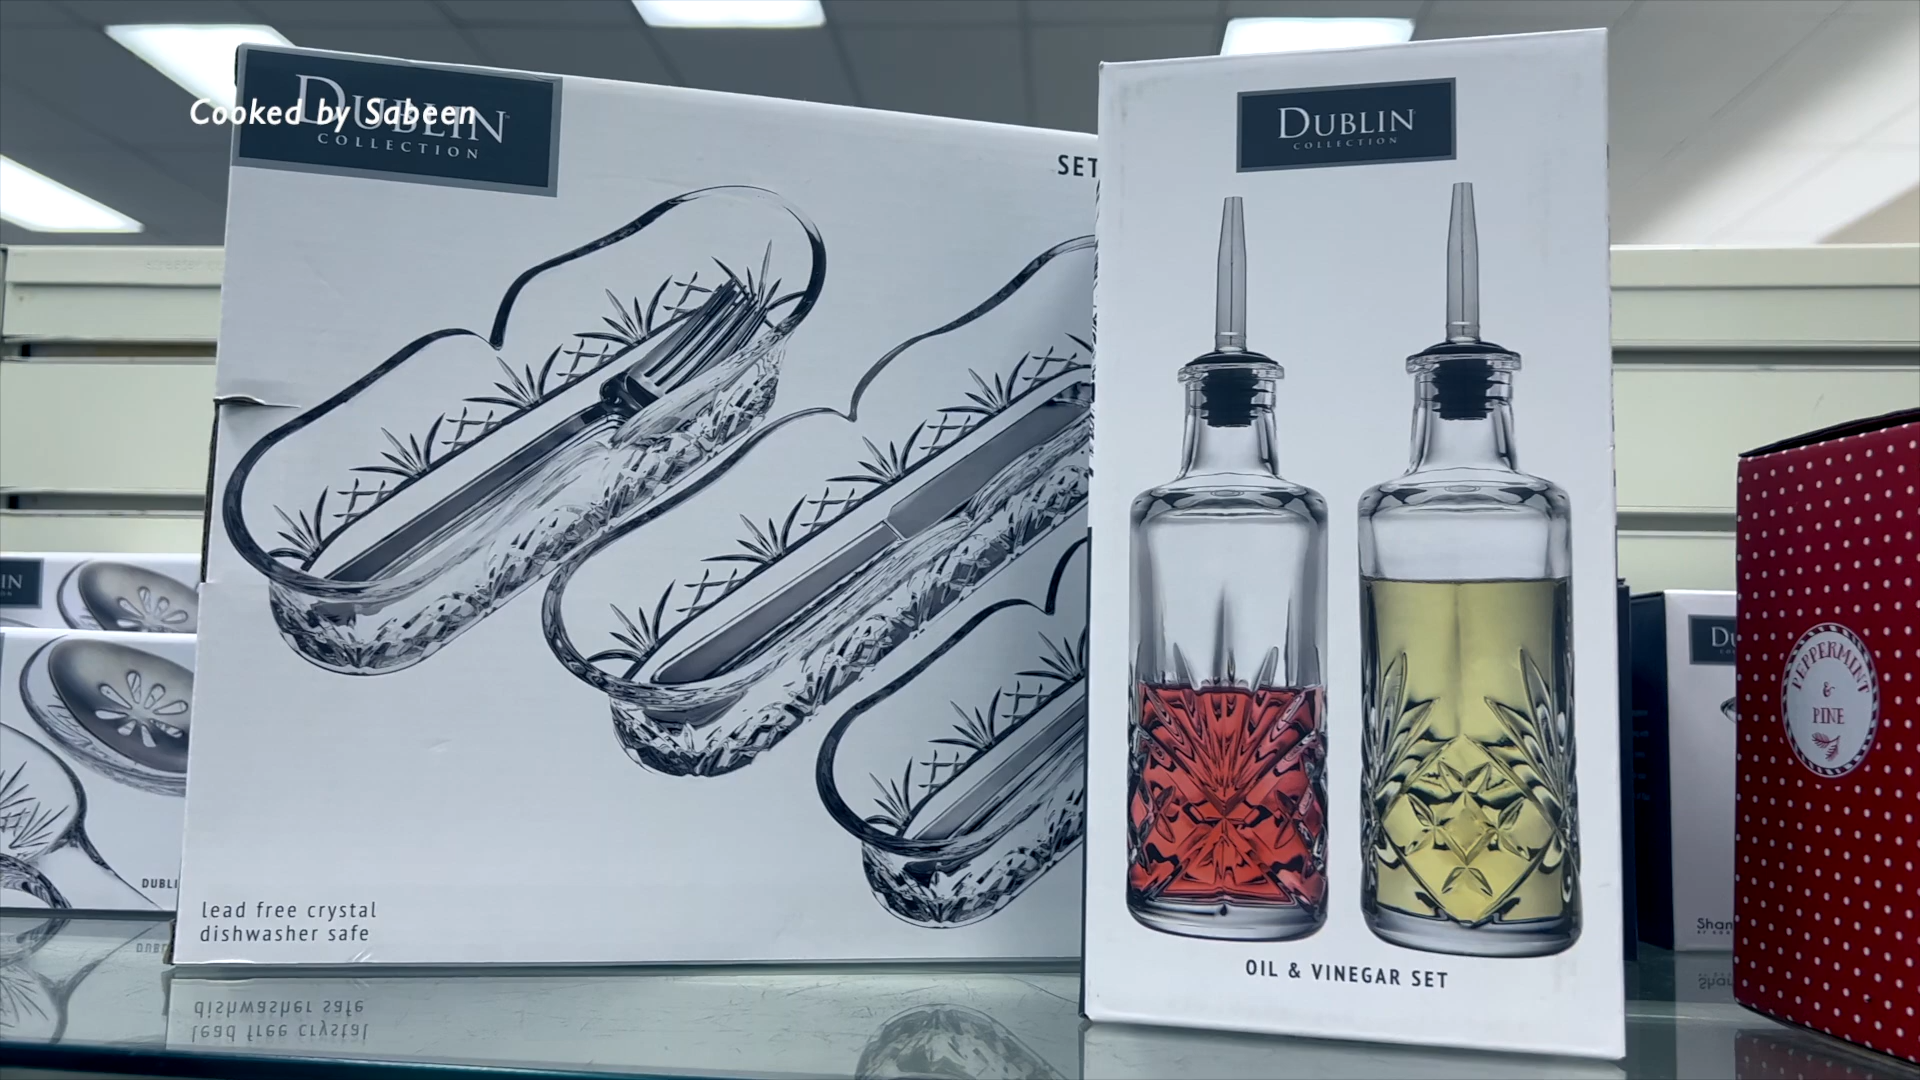 Cooked by Sabeen
DUBLIN
COLLECTION
SET
lead free crystal
dishwasher safe
DUBLIN
COLLECTION
OIL & VINEGAR SET
PEPPERMINT
&
PINE